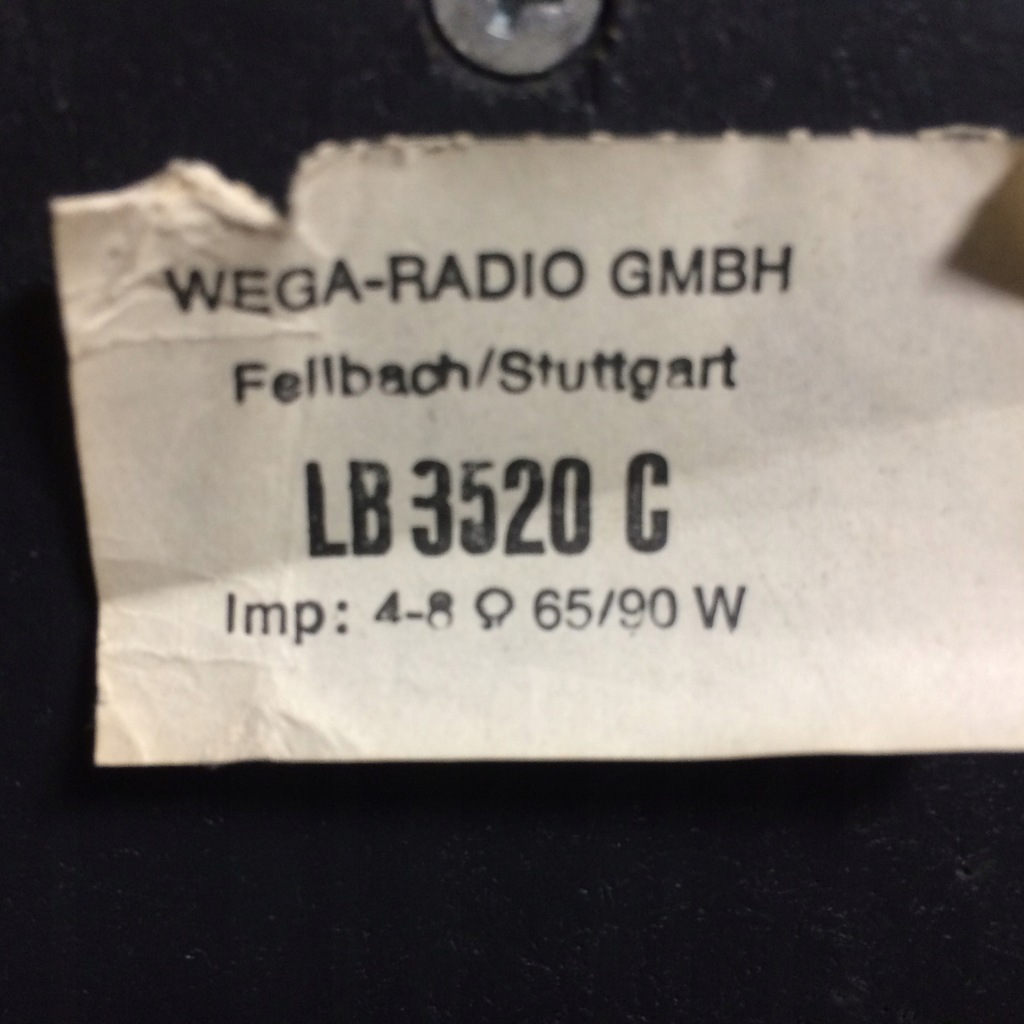 WEGA-RADIO GMBH
Fellbach/Stuttgart
LB 3520 C
Imp: 4-8 Ω 65/90 W